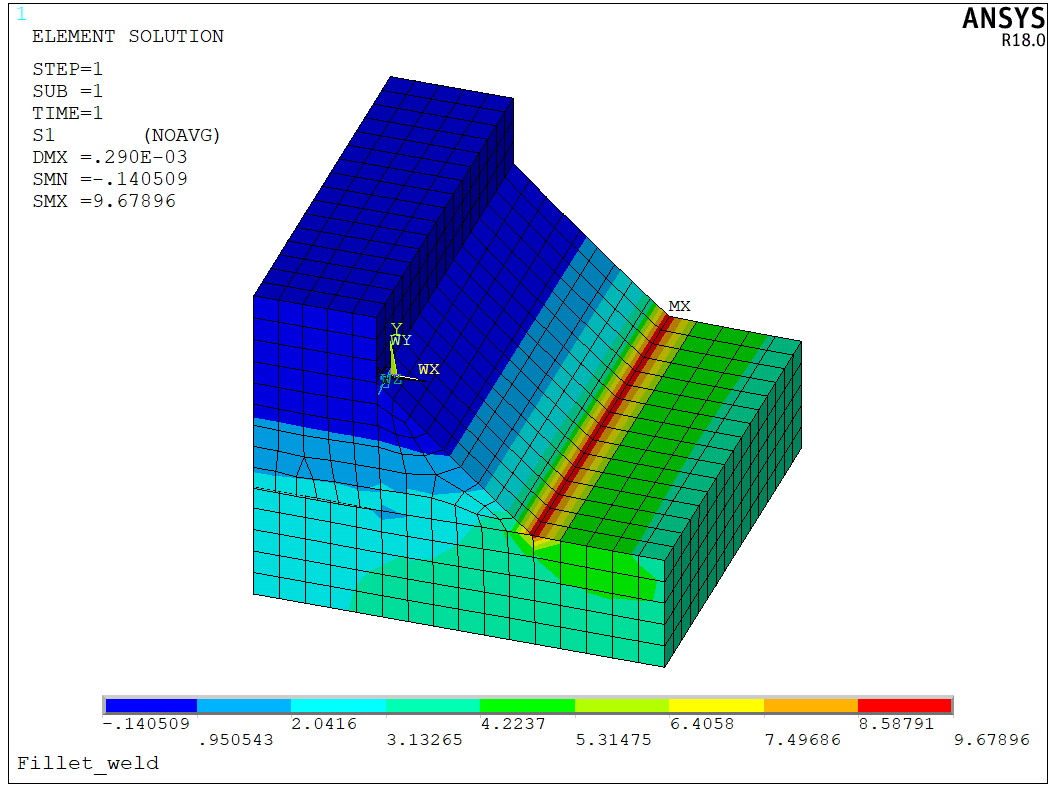 1
ANSYS
R18.0
ELEMENT SOLUTION
STEP=1
SUB =1
TIME=1
S1 (NOAVG)
DMX =.290E-03
SMN =-.140509
SMX =9.67896
MX
Y
WY
WX
-.140509 2.0416 4.2237 6.4058 8.58791
.950543 3.13265 5.31475 7.49686 9.67896
Fillet_weld